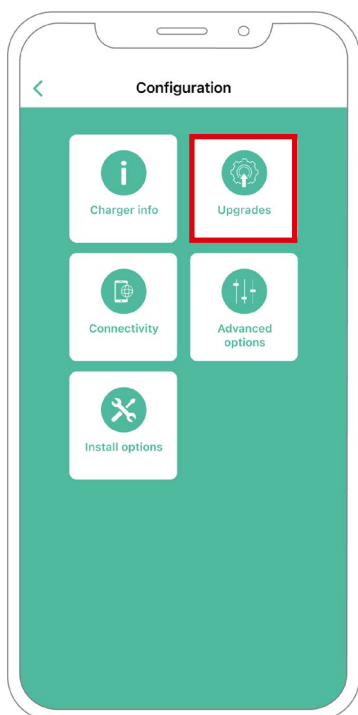 Configuration
Charger info
Upgrades
Connectivity
Advanced
options
Install options